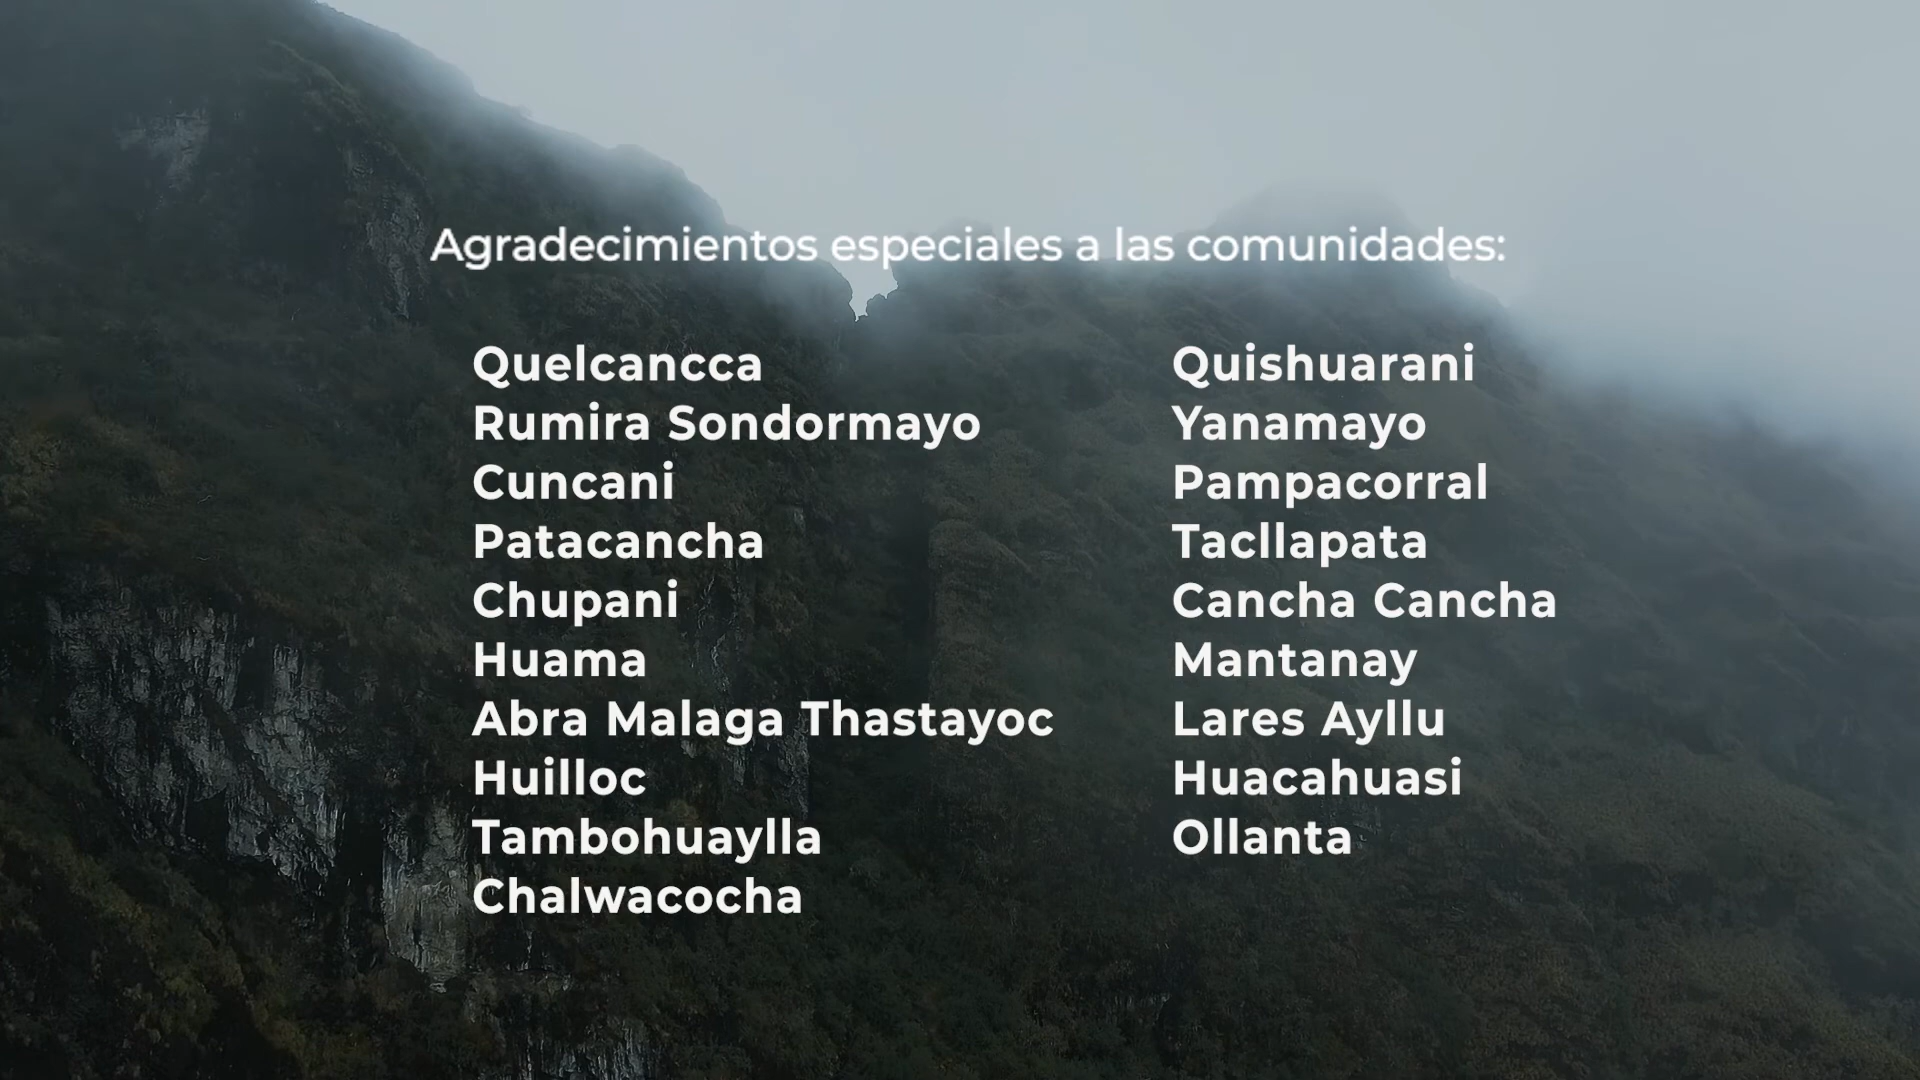 Agradecimientos especiales a las comunidades:
Quelcancca
Rumira Sondormayo
Cuncani
Patacancha
Chupani
Huama
Abra Malaga Thastayoc
Huilloc
Tambohuaylla
Chalwacocha
Quishuarani
Yanamayo
Pampacorral
Tacllapata
Cancha Cancha
Mantanay
Lares Ayllu
Huacahuasi
Ollanta